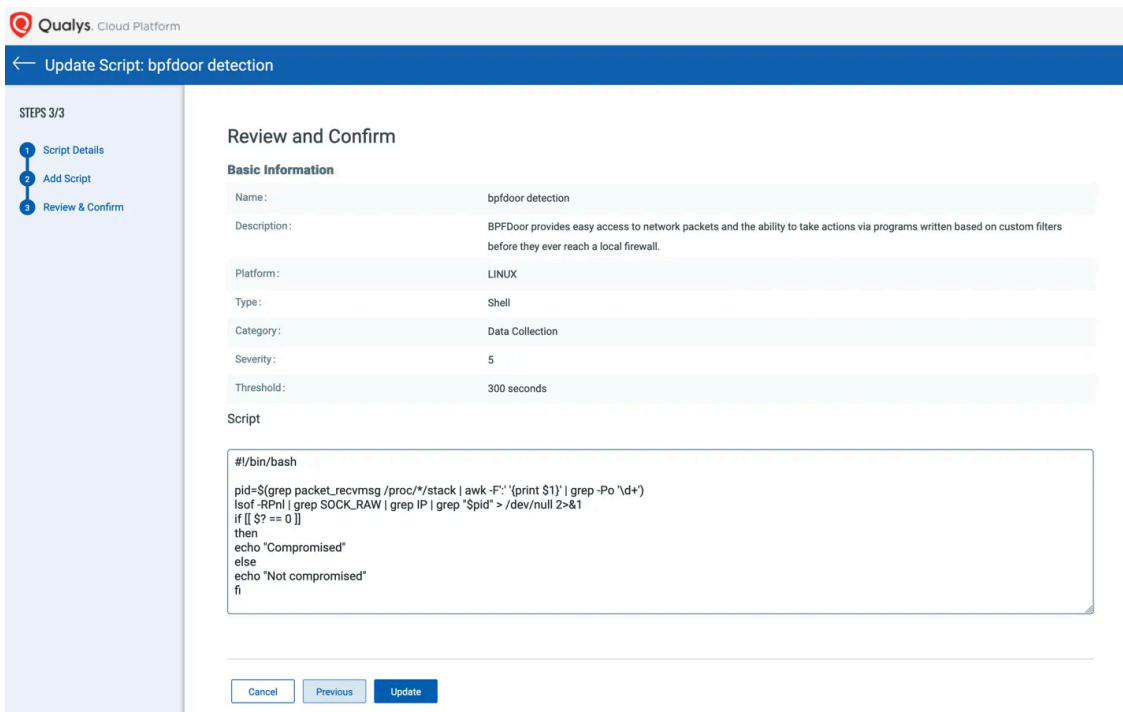 Qualys. Cloud Platform
Update Script: bpfdoor detection
STEPS 3/3
1 Script Details
2 Add Script
3 Review & Confirm
Review and Confirm
Basic Information
Name: bpfdoor detection
Description: BPFDoor provides easy access to network packets and the ability to take actions via programs written based on custom filters
before they ever reach a local firewall.
Platform: LINUX
Type: Shell
Category: Data Collection
Severity: 5
Threshold: 300 seconds
Script
#!/bin/bash
pid=$(grep packet_recvmsg /proc/*/stack | awk -F':' '{print $1}' | grep -Po '\d+')
lsof -RPnl | grep SOCK_RAW | grep IP | grep "$pid" > /dev/null 2>&1
if [[ $? == 0 ]]
then
echo "Compromised"
else
echo "Not compromised"
fi
Cancel Previous Update